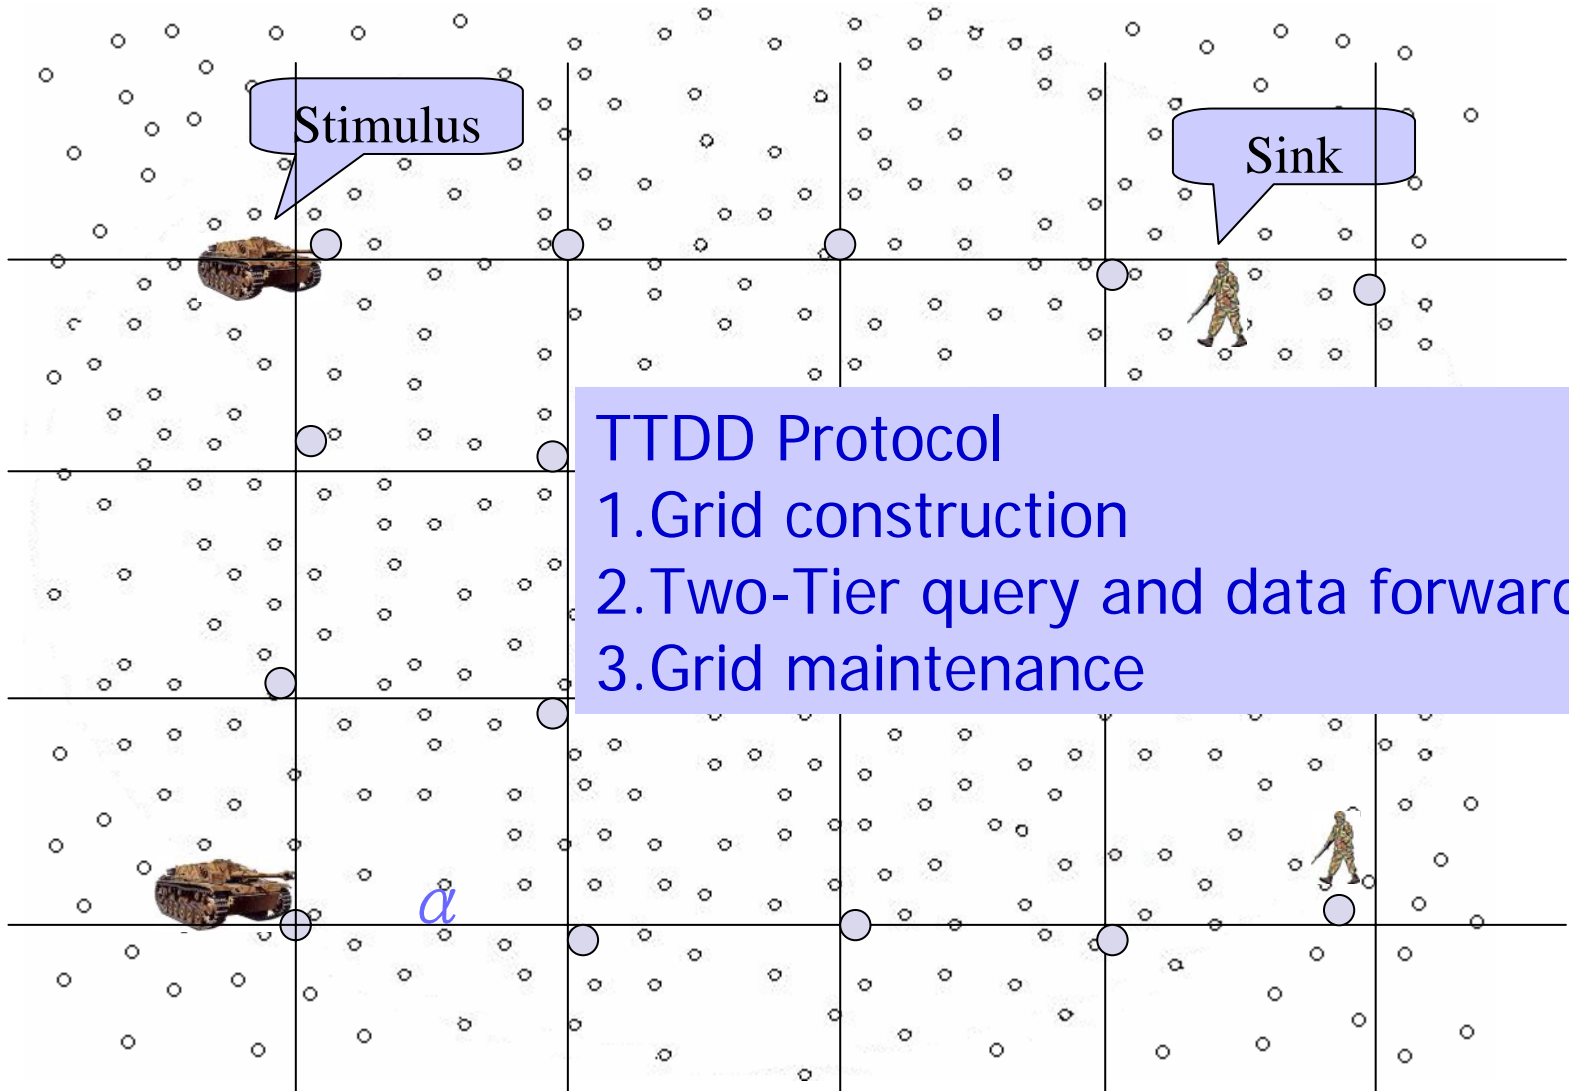 Stimulus
Sink
TTDD Protocol
1.Grid construction
2.Two-Tier query and data forward
3.Grid maintenance
α